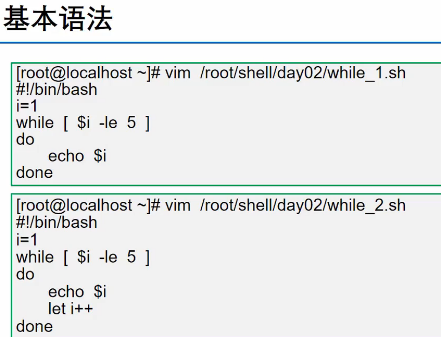 基本语法
[root@localhost ~]# vim  /root/shell/day02/while_1.sh
#!/bin/bash
i=1
while  [  $i  -le  5  ]
do
echo  $i
done
[root@localhost ~]# vim  /root/shell/day02/while_2.sh
#!/bin/bash
i=1
while  [  $i  -le  5  ]
do
echo  $i
let i++
done